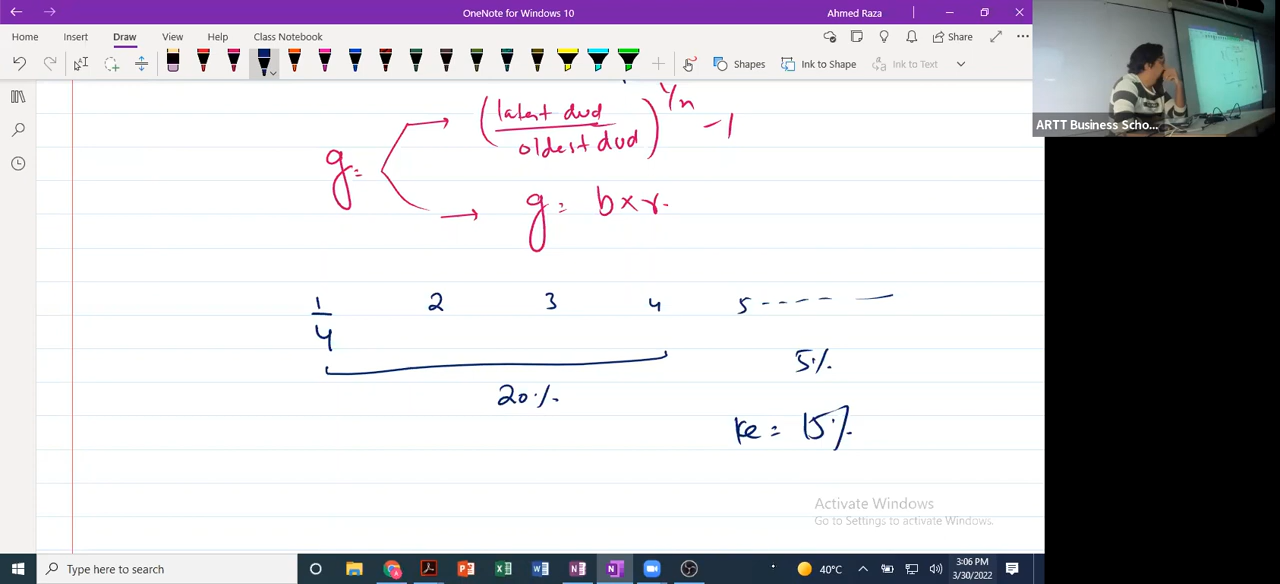 OneNote for Windows 10
Ahmed Raza
Home Insert Draw View Help Class Notebook
Share
Shapes Ink to Shape Ink to Text
g = (latest dvd / oldest dvd)^1/n - 1
g = b × r.
1 2 3 4 5 ------
4
5%
20%
ke = 15%
Activate Windows
Go to Settings to activate Windows.
ARTT Business Scho...
Type here to search
40°C
3:06 PM
3/30/2022